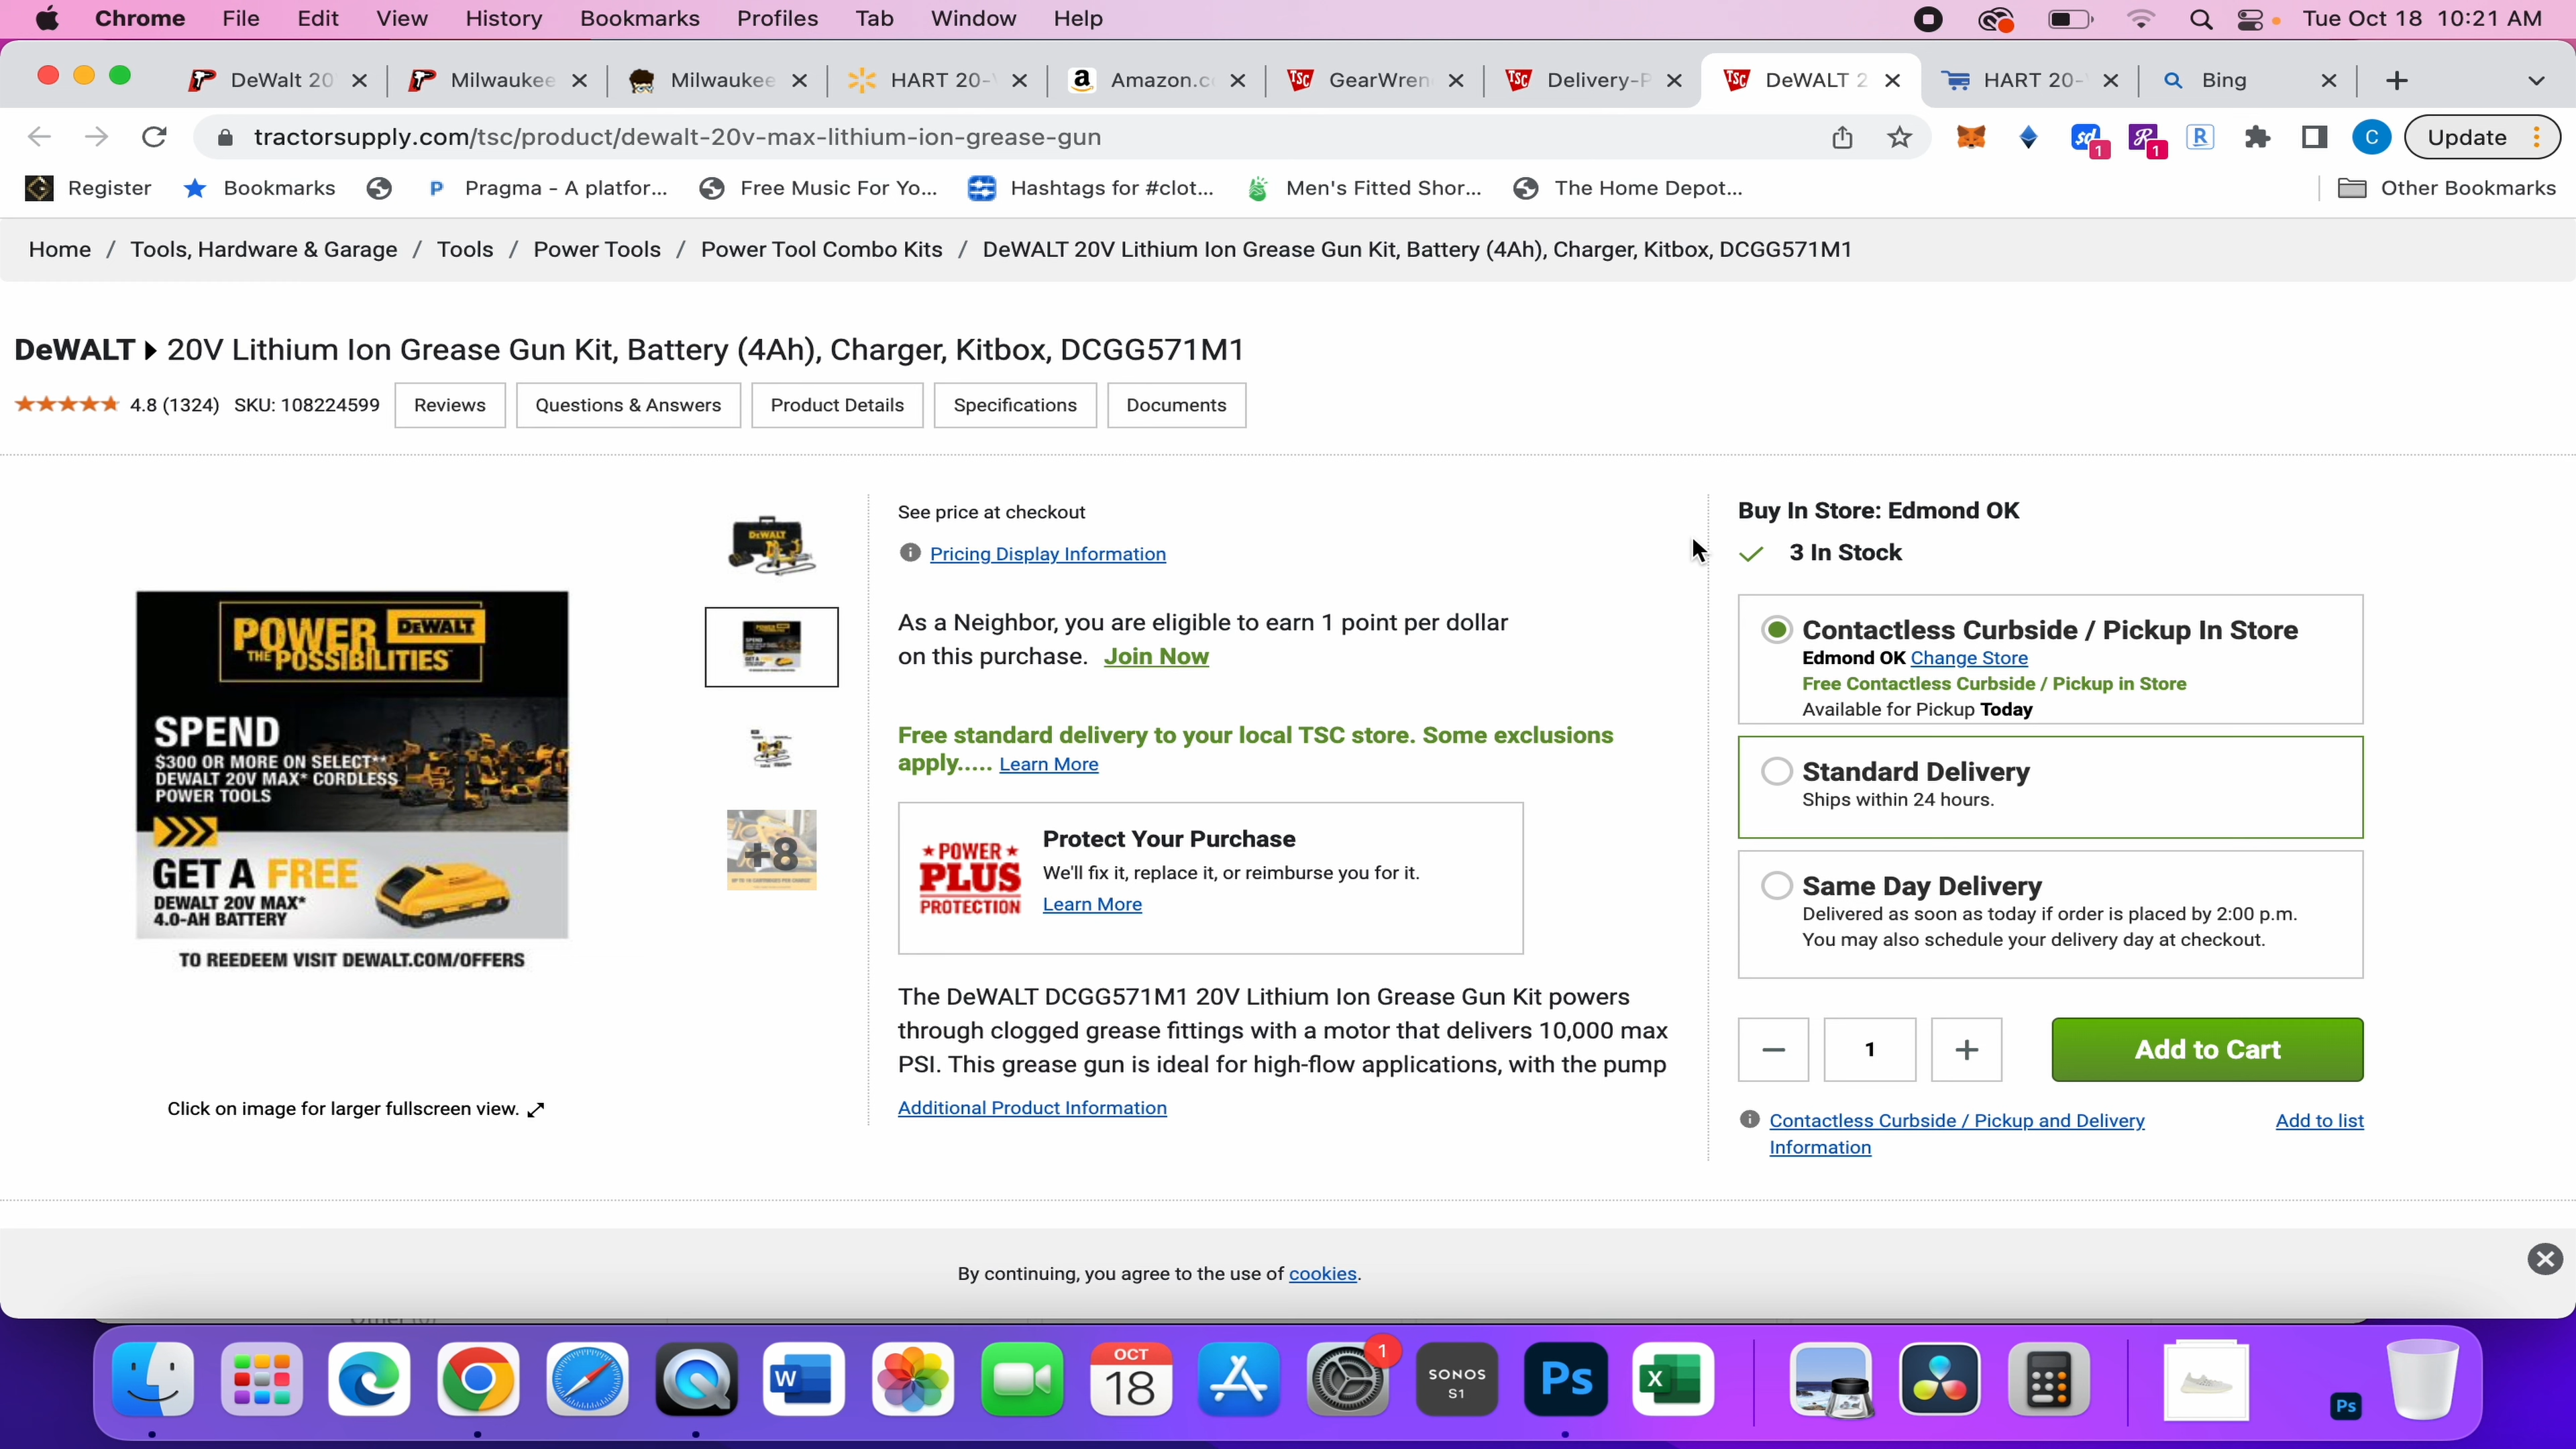 Chrome File Edit View History Bookmarks Profiles Tab Window Help Tue Oct 18 10:21 AM
DeWalt 20 Milwaukee Milwaukee HART 20- Amazon.c GearWren Delivery-P DeWALT 2 HART 20- Bing
tractorsupply.com/tsc/product/dewalt-20v-max-lithium-ion-grease-gun
1 1 C Update
Register Bookmarks Pragma - A platfor... Free Music For Yo... Hashtags for #clot... Men's Fitted Shor... The Home Depot... Other Bookmarks
Home / Tools, Hardware & Garage / Tools / Power Tools / Power Tool Combo Kits / DeWALT 20V Lithium Ion Grease Gun Kit, Battery (4Ah), Charger, Kitbox, DCGG571M1
DeWALT 20V Lithium Ion Grease Gun Kit, Battery (4Ah), Charger, Kitbox, DCGG571M1
4.8 (1324) SKU: 108224599 Reviews Questions & Answers Product Details Specifications Documents
POWER DEWALT
THE POSSIBILITIES
SPEND
$300 OR MORE ON SELECT**
DEWALT 20V MAX* CORDLESS
POWER TOOLS
GET A FREE
DEWALT 20V MAX*
4.0-AH BATTERY
TO REEDEEM VISIT DEWALT.COM/OFFERS
Click on image for larger fullscreen view.
DEWALT
+8
See price at checkout
Pricing Display Information
As a Neighbor, you are eligible to earn 1 point per dollar
on this purchase. Join Now
Free standard delivery to your local TSC store. Some exclusions
apply..... Learn More
POWER
PLUS
PROTECTION
Protect Your Purchase
We'll fix it, replace it, or reimburse you for it.
Learn More
The DeWALT DCGG571M1 20V Lithium Ion Grease Gun Kit powers
through clogged grease fittings with a motor that delivers 10,000 max
PSI. This grease gun is ideal for high-flow applications, with the pump
Additional Product Information
Buy In Store: Edmond OK
3 In Stock
Contactless Curbside / Pickup In Store
Edmond OK Change Store
Free Contactless Curbside / Pickup in Store
Available for Pickup Today
Standard Delivery
Ships within 24 hours.
Same Day Delivery
Delivered as soon as today if order is placed by 2:00 p.m.
You may also schedule your delivery day at checkout.
1 Add to Cart
Contactless Curbside / Pickup and Delivery
Information
Add to list
By continuing, you agree to the use of cookies.
W OCT
18
1
SONOS
S1
Ps
X
Ps